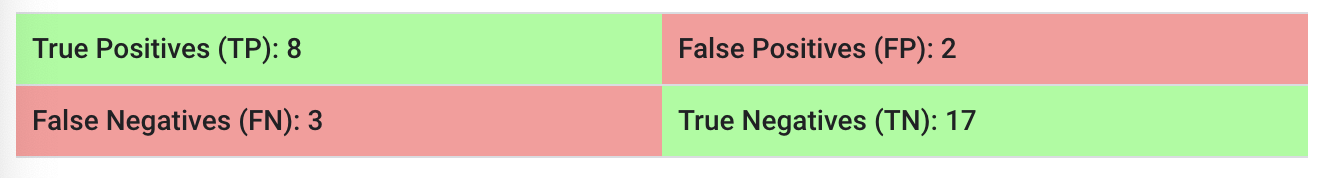 True Positives (TP): 8
False Positives (FP): 2
False Negatives (FN): 3
True Negatives (TN): 17